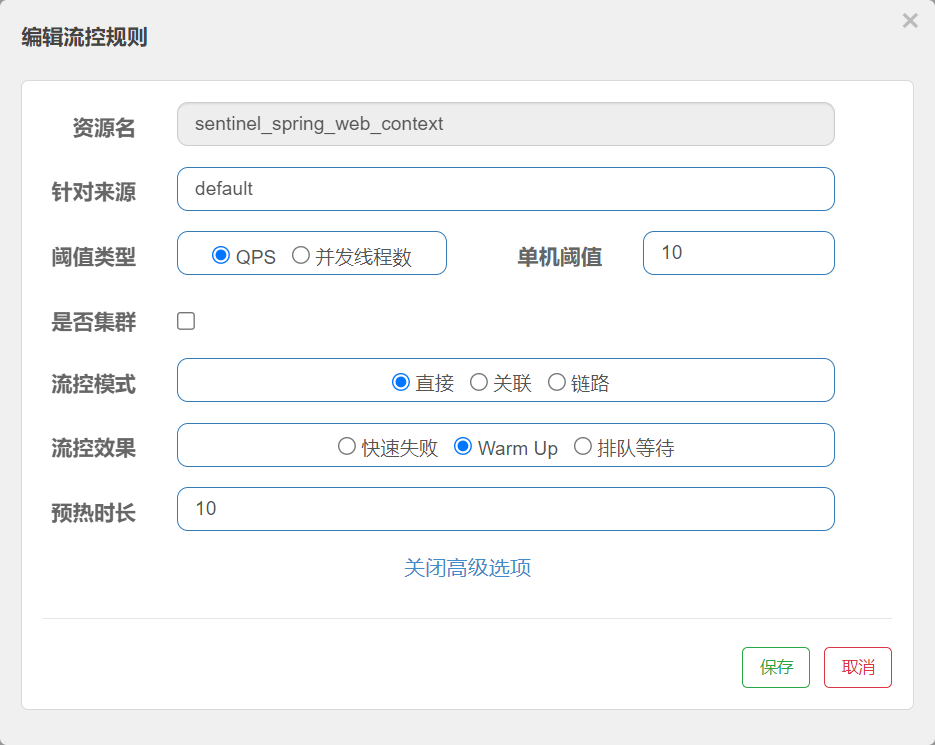 编辑流控规则 ×
资源名 sentinel_spring_web_context
针对来源 default
阈值类型 QPS 并发线程数 单机阈值 10
是否集群
流控模式 直接 关联 链路
流控效果 快速失败 Warm Up 排队等待
预热时长 10
关闭高级选项
保存 取消